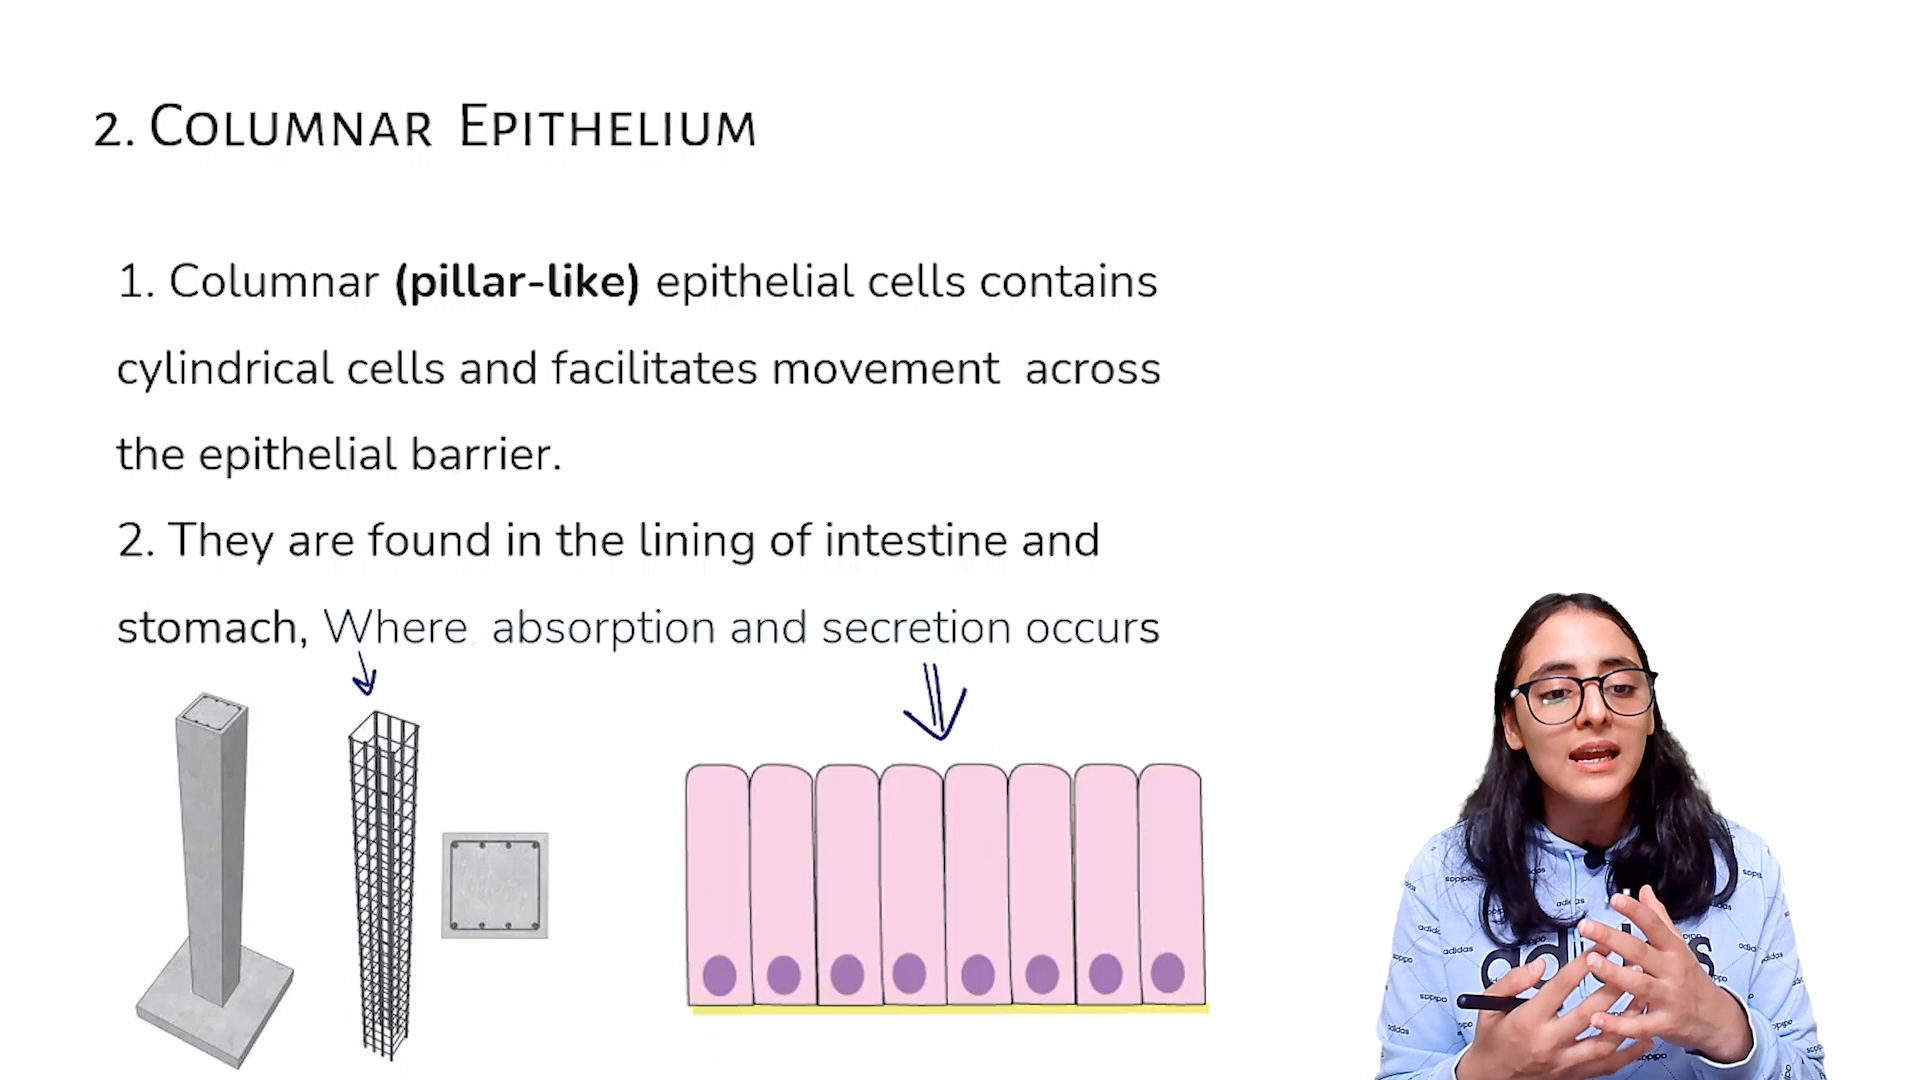 2. COLUMNAR EPITHELIUM
1. Columnar (pillar-like) epithelial cells contains
cylindrical cells and facilitates movement across
the epithelial barrier.
2. They are found in the lining of intestine and
stomach, Where absorption and secretion occurs
adidas